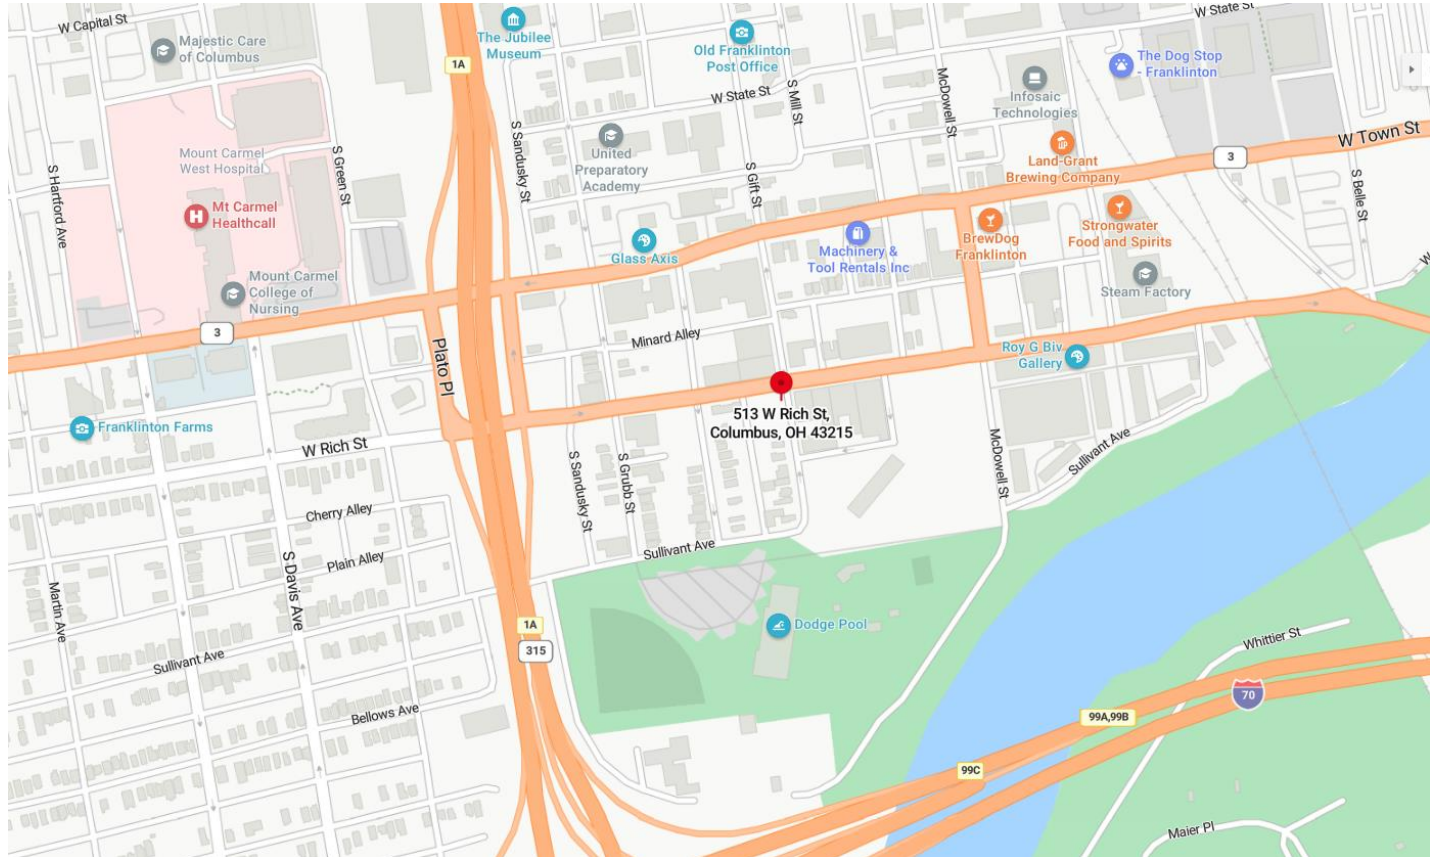 W Capital St
Majestic Care
of Columbus
1A
The Jubilee
Museum
Old Franklinton
Post Office
W State St
The Dog Stop
- Franklinton
W State St
S Mill St
McDowell St
Infosaic
Technologies
W Town St
3
Land-Grant
Brewing Company
S Sandusky St
United
Preparatory
Academy
S Gift St
S Belle St
Mount Carmel
West Hospital
S Green St
S Hartford Ave
Mt Carmel
Healthcall
Strongwater
Food and Spirits
BrewDog
Franklinton
Machinery &
Tool Rentals Inc
Glass Axis
Steam Factory
W
Mount Carmel
College of
Nursing
3
Minard Alley
Roy G Biv
Gallery
Plato Pl
513 W Rich St,
Columbus, OH 43215
Franklinton Farms
W Rich St
S Sandusky St
S Grubb St
McDowell St
Sullivant Ave
Cherry Alley
Plain Alley
Sullivant Ave
S Davis Ave
Martin Ave
1A
315
Dodge Pool
Whittier St
Sullivant Ave
70
Bellows Ave
99A,99B
99C
Maier Pl